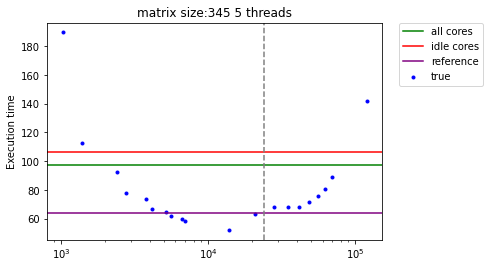 matrix size:345 5 threads
all cores
idle cores
reference
true
Execution time
180
160
140
120
100
80
60
10³
10⁴
10⁵